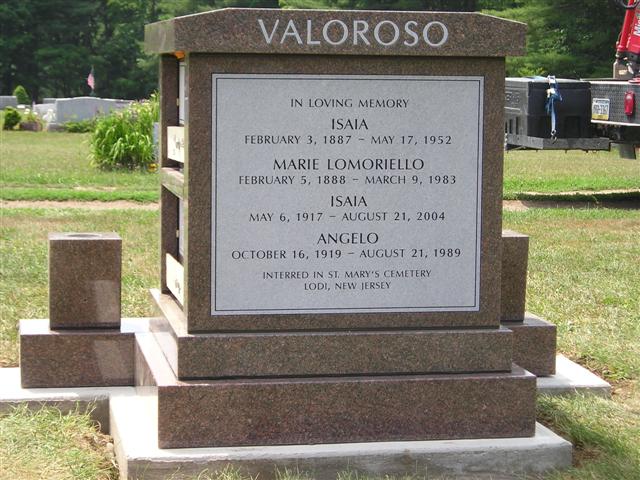 VALOROSO
IN LOVING MEMORY
ISAIA
FEBRUARY 3, 1887 – MAY 17, 1952
MARIE LOMORIELLO
FEBRUARY 5, 1888 – MARCH 9, 1983
ISAIA
MAY 6, 1917 – AUGUST 21, 2004
ANGELO
OCTOBER 16, 1919 – AUGUST 21, 1989
INTERRED IN ST. MARY'S CEMETERY
LODI, NEW JERSEY